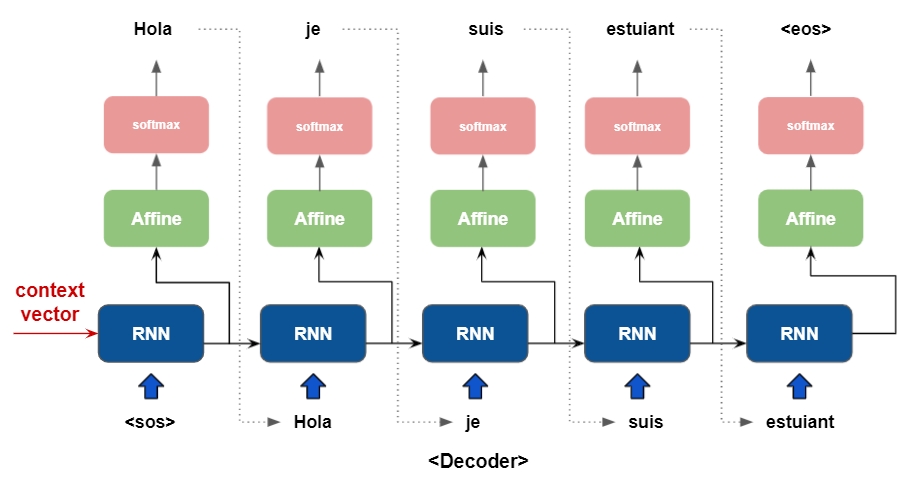 Hola je suis estuiant <eos>
softmax softmax softmax softmax softmax
Affine Affine Affine Affine Affine
context
vector
RNN RNN RNN RNN RNN
<sos> Hola je suis estuiant
<Decoder>